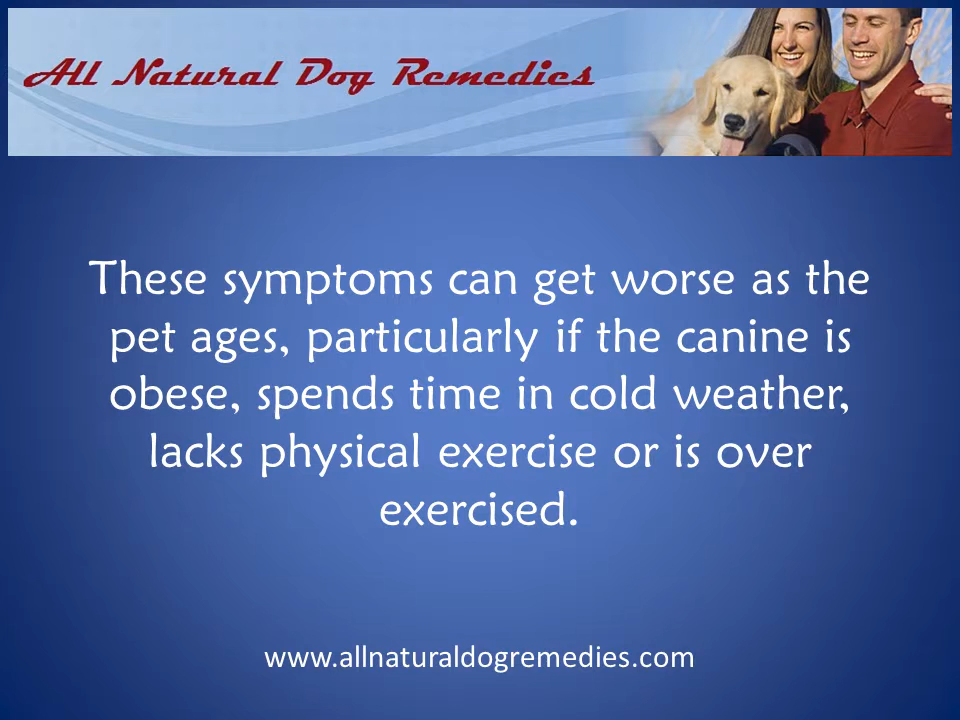 All Natural Dog Remedies
These symptoms can get worse as the
pet ages, particularly if the canine is
obese, spends time in cold weather,
lacks physical exercise or is over
exercised.
www.allnaturaldogremedies.com